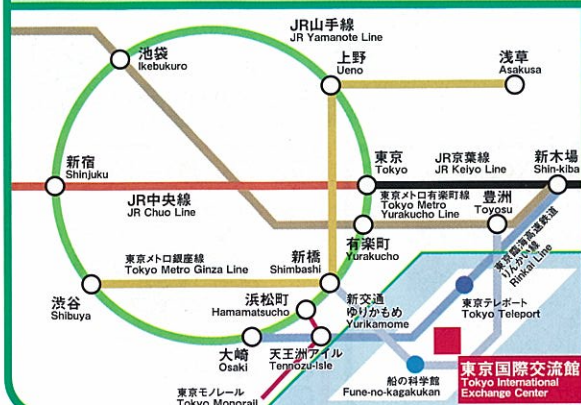 JR山手線
JR Yamanote Line
池袋
Ikebukuro
上野
Ueno
浅草
Asakusa
新宿
Shinjuku
東京
Tokyo
JR京葉線
JR Keiyo Line
新木場
Shin-kiba
JR中央線
JR Chuo Line
東京メトロ有楽町線
Tokyo Metro
Yurakucho Line
豊洲
Toyosu
有楽町
Yurakucho
東京臨海高速鉄道
りんかい線
Rinkai Line
東京メトロ銀座線
Tokyo Metro Ginza Line
新橋
Shimbashi
渋谷
Shibuya
浜松町
Hamamatsucho
新交通
ゆりかもめ
Yurikamome
東京テレポート
Tokyo Teleport
大崎
Osaki
天王洲アイル
Tennozu-Isle
船の科学館
Fune-no-kagakukan
東京国際交流館
Tokyo International
Exchange Center
東京モノレール
Tokyo Monorail